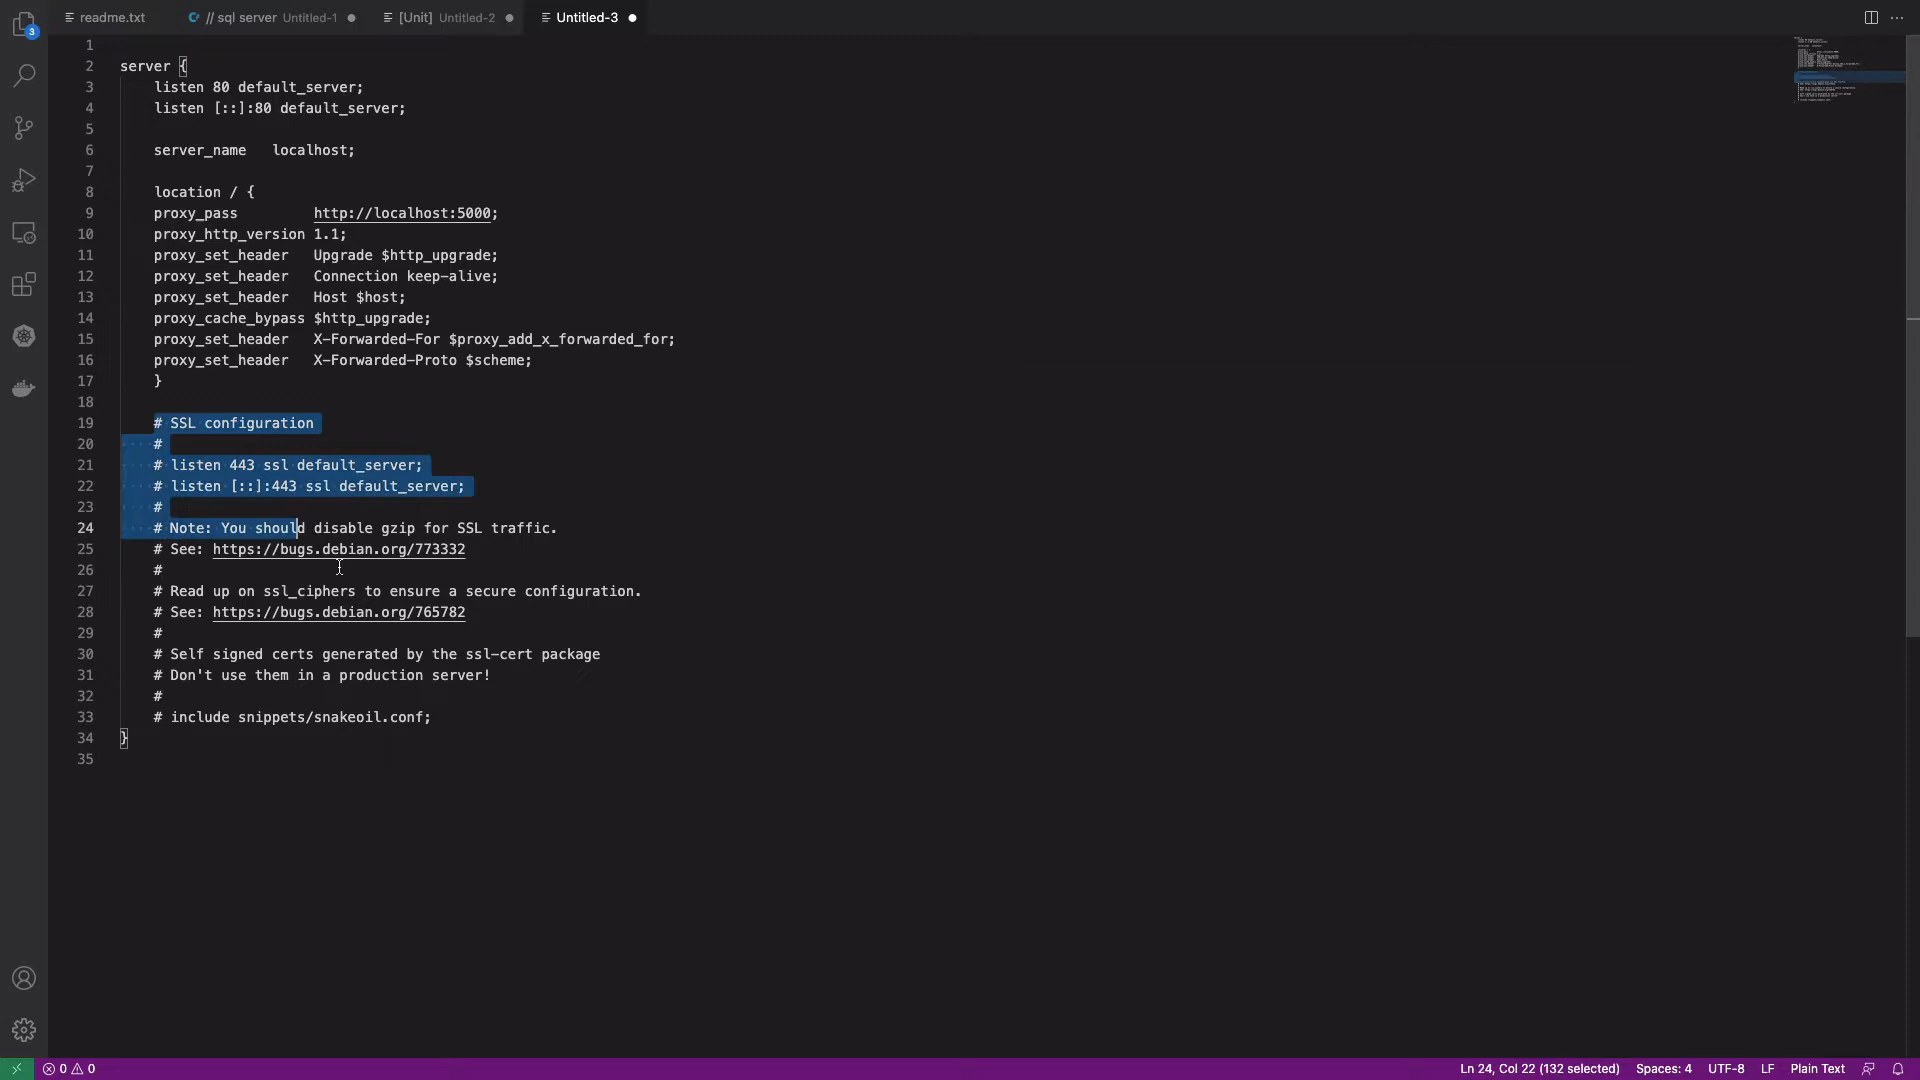 readme.txt
// sql server Untitled-1
[Unit] Untitled-2
Untitled-3
3
1
2 server {
3 listen 80 default_server;
4 listen [::]:80 default_server;
5
6 server_name localhost;
7
8 location / {
9 proxy_pass http://localhost:5000;
10 proxy_http_version 1.1;
11 proxy_set_header Upgrade $http_upgrade;
12 proxy_set_header Connection keep-alive;
13 proxy_set_header Host $host;
14 proxy_cache_bypass $http_upgrade;
15 proxy_set_header X-Forwarded-For $proxy_add_x_forwarded_for;
16 proxy_set_header X-Forwarded-Proto $scheme;
17 }
18
19 # SSL configuration
20 #
21 # listen 443 ssl default_server;
22 # listen [::]:443 ssl default_server;
23 #
24 # Note: You should disable gzip for SSL traffic.
25 # See: https://bugs.debian.org/773332
26 #
27 # Read up on ssl_ciphers to ensure a secure configuration.
28 # See: https://bugs.debian.org/765782
29 #
30 # Self signed certs generated by the ssl-cert package
31 # Don't use them in a production server!
32 #
33 # include snippets/snakeoil.conf;
34 }
35
0 0 Ln 24, Col 22 (132 selected) Spaces: 4 UTF-8 LF Plain Text